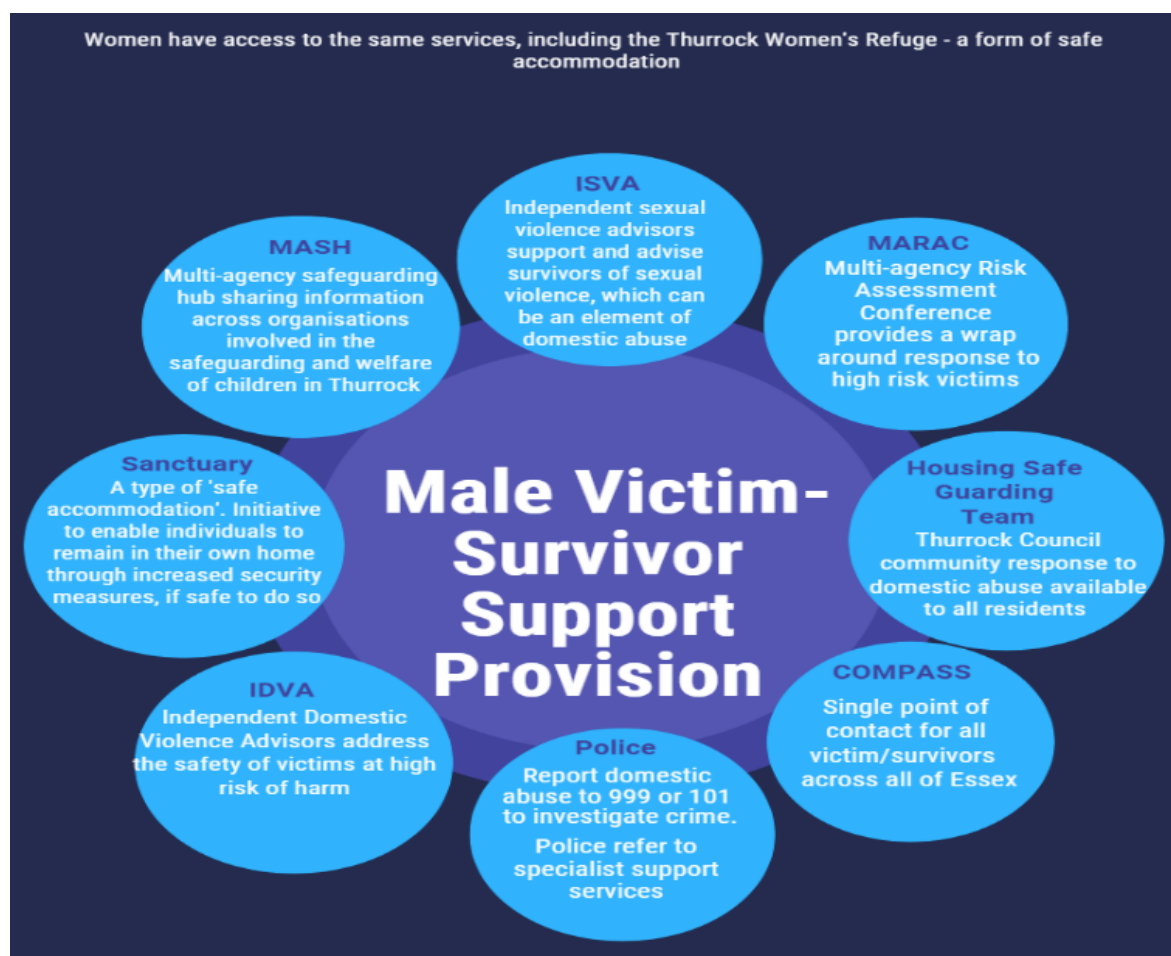 Women have access to the same services, including the Thurrock Women's Refuge - a form of safe
accommodation
ISVA
Independent sexual
violence advisors
support and advise
survivors of sexual
violence, which can
be an element of
domestic abuse
MASH
Multi-agency safeguarding
hub sharing information
across organisations
involved in the
safeguarding and welfare
of children in Thurrock
MARAC
Multi-agency Risk
Assessment
Conference
provides a wrap
around response to
high risk victims
Sanctuary
A type of 'safe
accommodation'. Initiative
to enable individuals to
remain in their own home
through increased security
measures, if safe to do so
Male Victim-
Survivor
Support
Provision
Housing Safe
Guarding
Team
Thurrock Council
community response to
domestic abuse available
to all residents
IDVA
Independent Domestic
Violence Advisors address
the safety of victims at high
risk of harm
Police
Report domestic
abuse to 999 or 101
to investigate crime.
Police refer to
specialist support
services
COMPASS
Single point of
contact for all
victim/survivors
across all of Essex